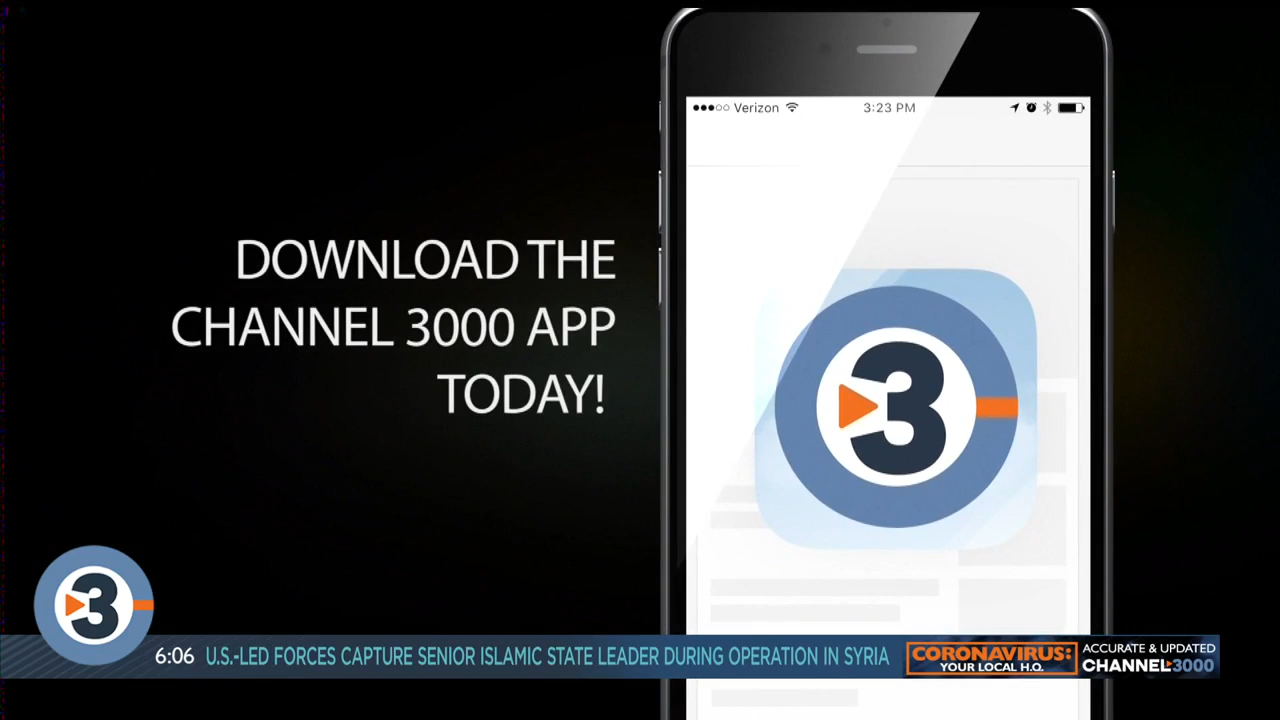 ●●●○○ Verizon 3:23 PM
DOWNLOAD THE
CHANNEL 3000 APP
TODAY!
3
3
6:06 U.S.-LED FORCES CAPTURE SENIOR ISLAMIC STATE LEADER DURING OPERATION IN SYRIA
CORONAVIRUS:
YOUR LOCAL H.Q.
ACCURATE & UPDATED
CHANNEL3000